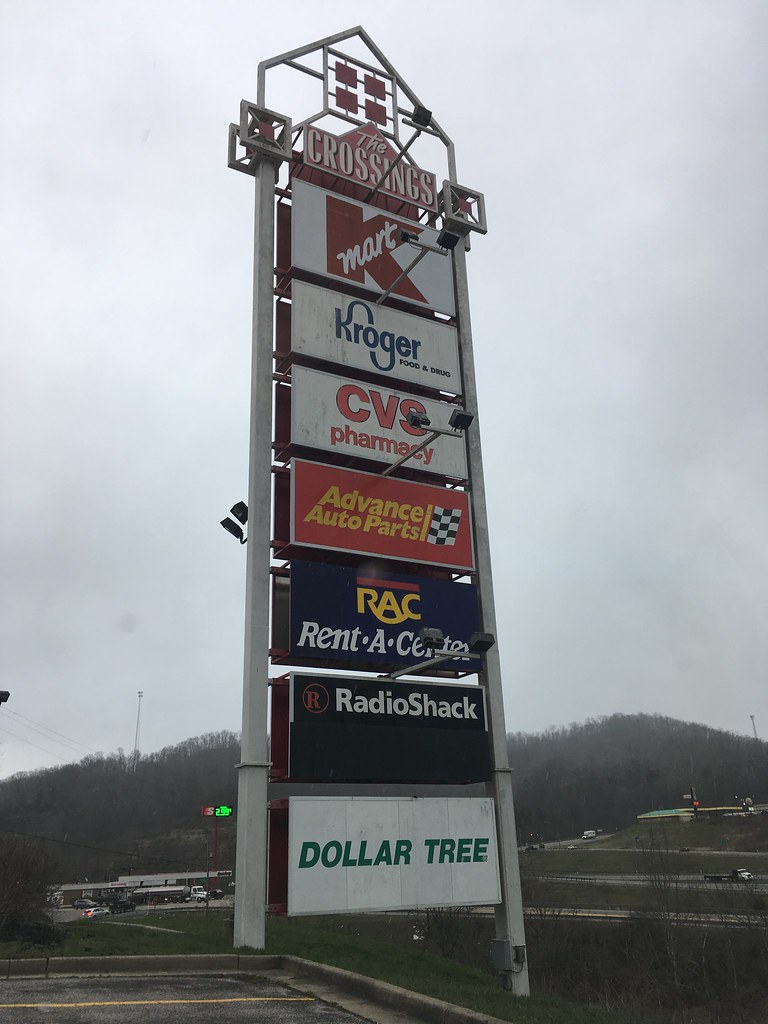 The
CROSSINGS
K
mart
Kroger
FOOD & DRUG
CVS
pharmacy
Advance
Auto Parts
RAC
Rent·A·Center
R RadioShack
DOLLAR TREE